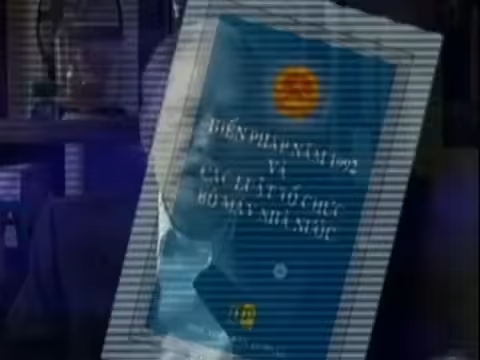 HIẾN PHÁP NĂM 1992
VÀ
CÁC LUẬT TỔ CHỨC
BỘ MÁY NHÀ NƯỚC